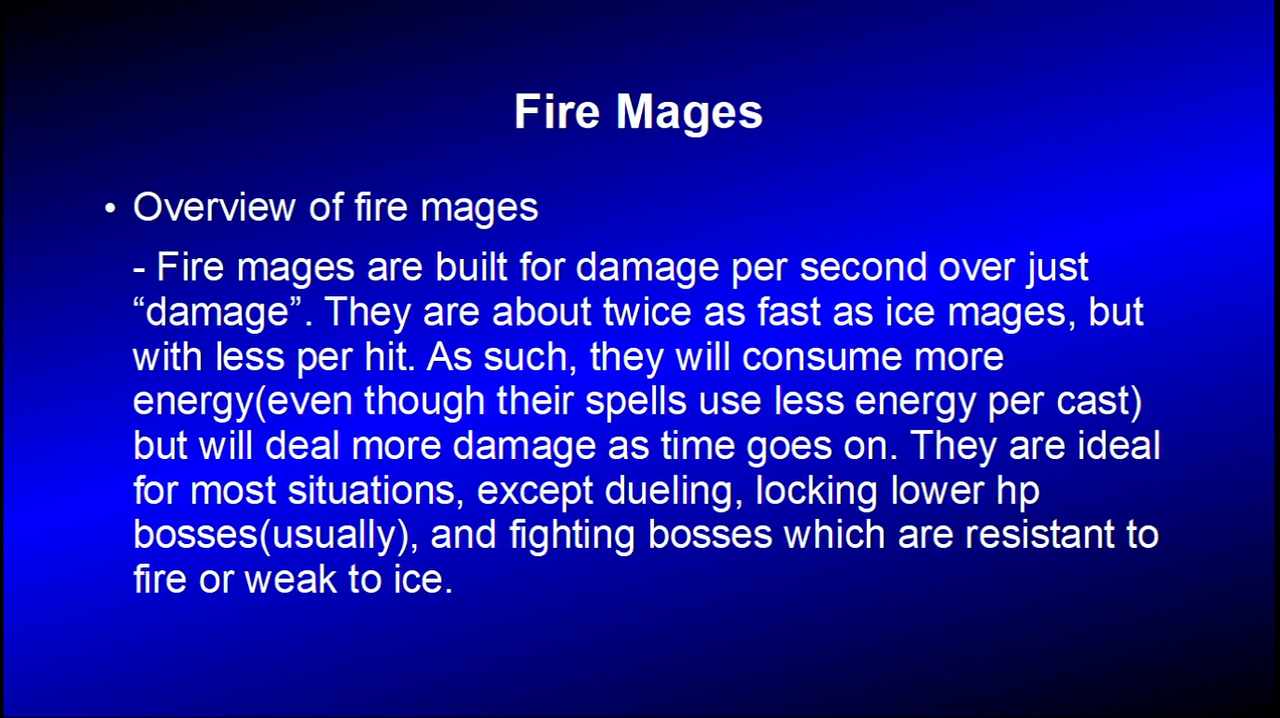 Fire Mages
• Overview of fire mages
- Fire mages are built for damage per second over just
“damage”. They are about twice as fast as ice mages, but
with less per hit. As such, they will consume more
energy(even though their spells use less energy per cast)
but will deal more damage as time goes on. They are ideal
for most situations, except dueling, locking lower hp
bosses(usually), and fighting bosses which are resistant to
fire or weak to ice.